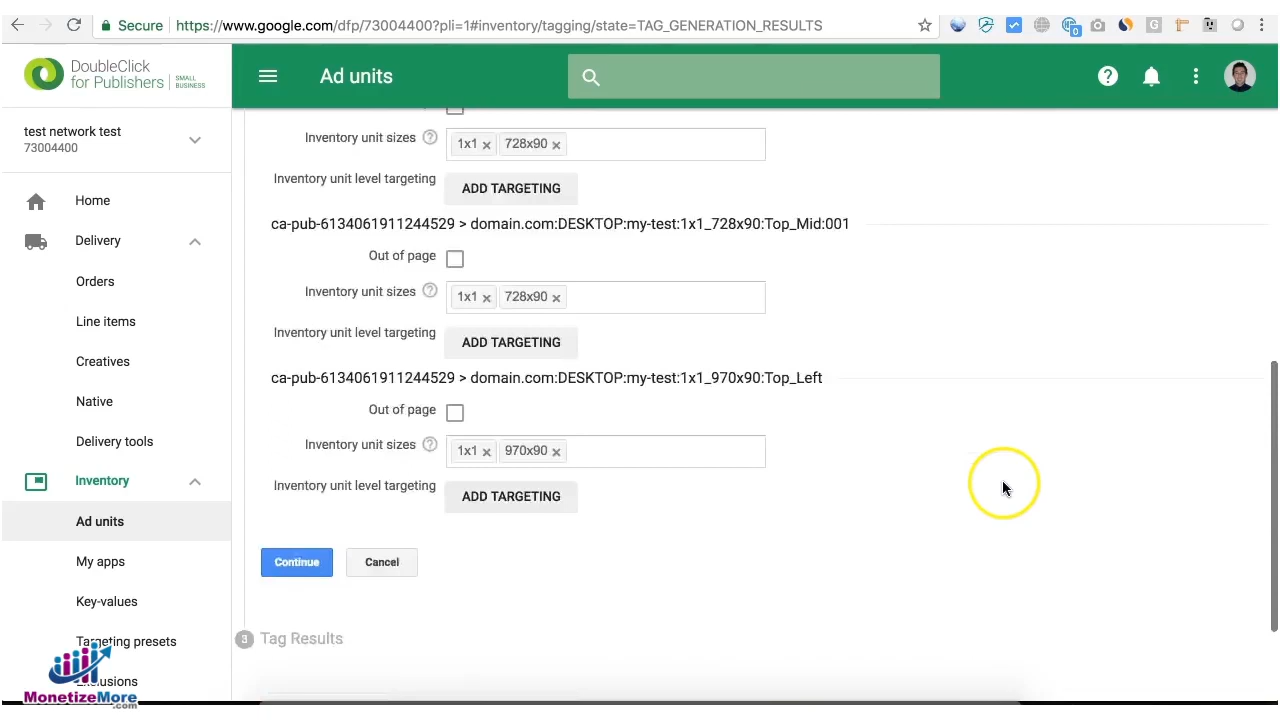 Secure https://www.google.com/dfp/73004400?pli=1#inventory/tagging/state=TAG_GENERATION_RESULTS
0
G
DoubleClick
for Publishers SMALL BUSINESS
Ad units
test network test
73004400
Home
Delivery
Orders
Line items
Creatives
Native
Delivery tools
Inventory
Ad units
My apps
Key-values
Targeting presets
MonetizeMore
.com
Inventory unit sizes ? 1x1 × 728x90 ×
Inventory unit level targeting ADD TARGETING
ca-pub-6134061911244529 > domain.com:DESKTOP:my-test:1x1_728x90:Top_Mid:001
Out of page
Inventory unit sizes ? 1x1 × 728x90 ×
Inventory unit level targeting ADD TARGETING
ca-pub-6134061911244529 > domain.com:DESKTOP:my-test:1x1_970x90:Top_Left
Out of page
Inventory unit sizes ? 1x1 × 970x90 ×
Inventory unit level targeting ADD TARGETING
Continue Cancel
3 Tag Results